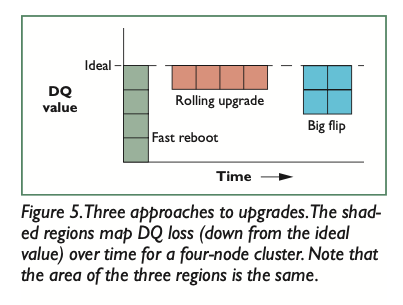 Ideal
DQ
value
Rolling upgrade
Big flip
Fast reboot
Time
Figure 5. Three approaches to upgrades. The shad-
ed regions map DQ loss (down from the ideal
value) over time for a four-node cluster. Note that
the area of the three regions is the same.